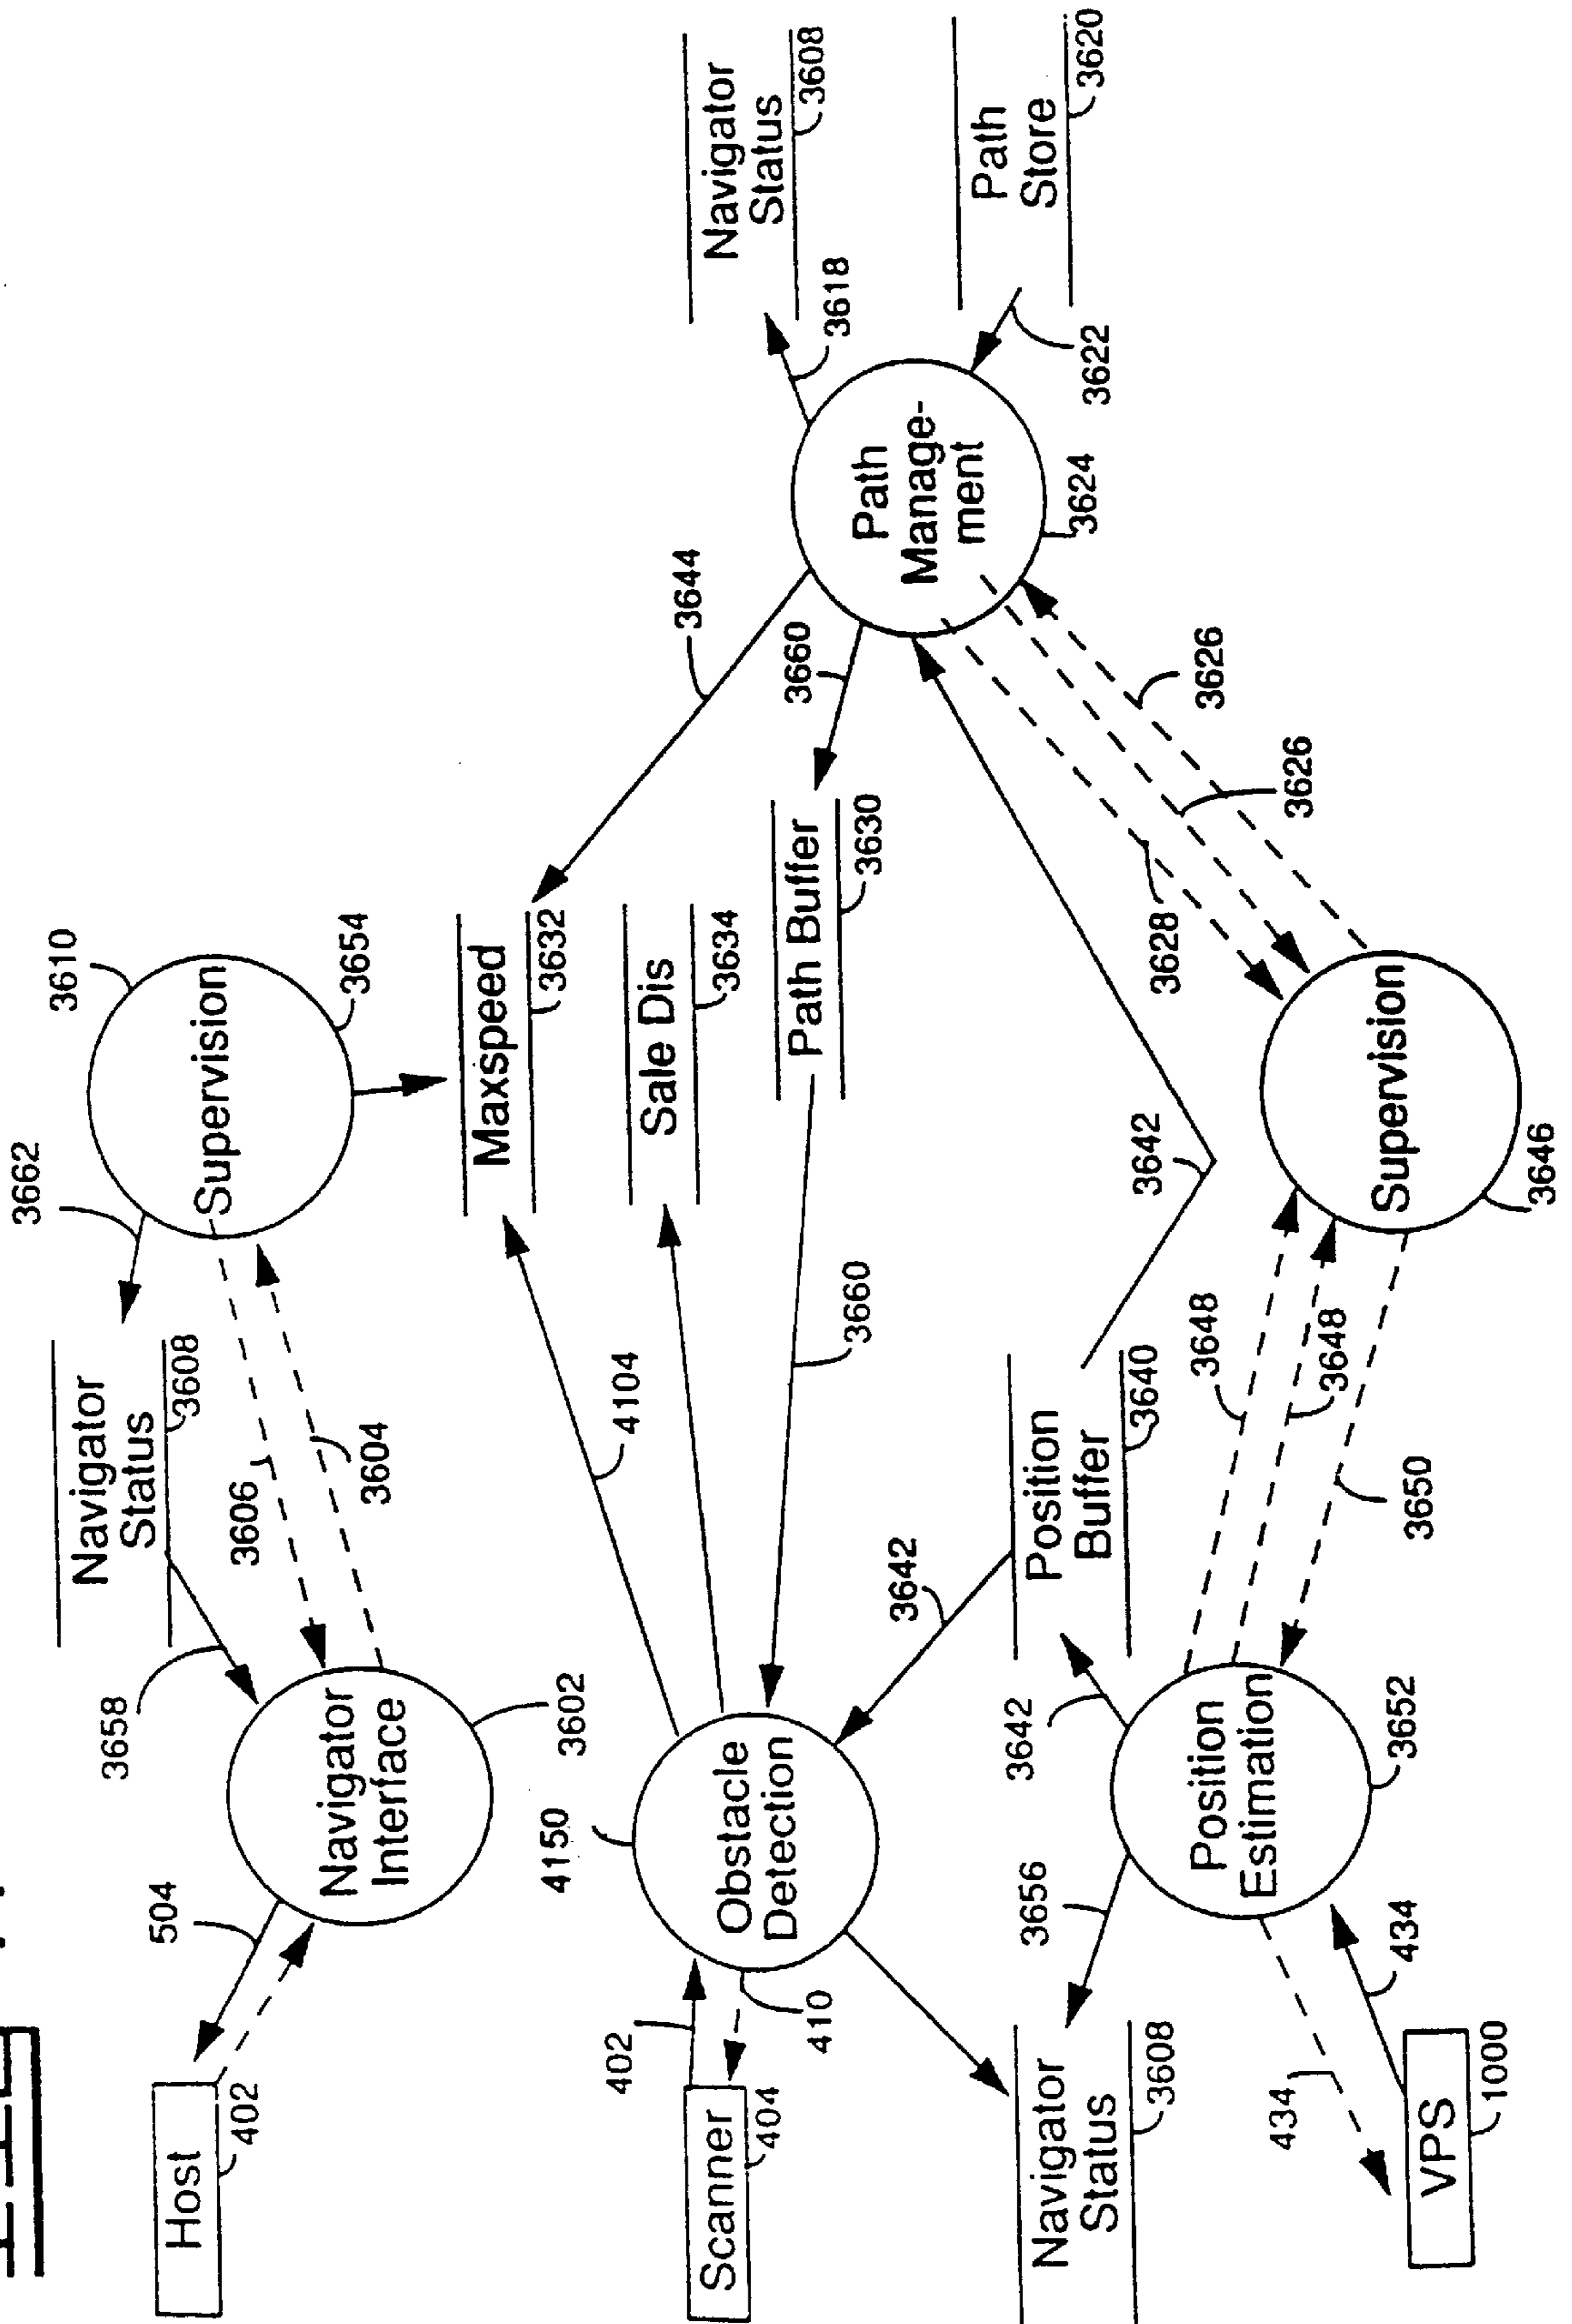 Host
402
504
Navigator
Interface
3602
3658
Navigator
Status
3608
3606
3604
3662
Supervision
3610
3654
Scanner
404
402
410
4150
Obstacle
Detection
4104
3660
Maxspeed
3632
Sale Dis
3634
Path Buffer
3630
3660
3644
Navigator
Status
3608
3618
Path
Manage-
ment
3624
Path
Store
3620
3622
Navigator
Status
3608
3656
3642
3642
Position
Buffer
3640
3642
VPS
1000
434
434
Position
Estimation
3652
3648
3648
3650
Supervision
3646
3628
3626
3626